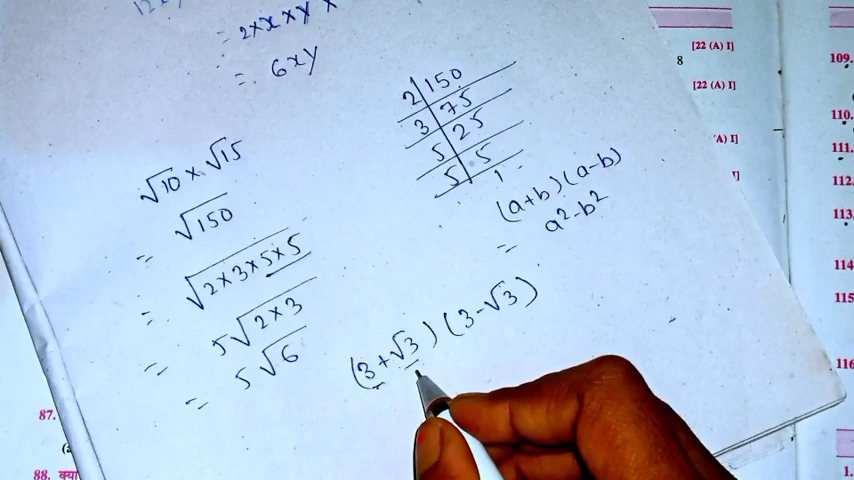 = 2×x×y×
= 6xy
√10 × √15
√150
= √2×3×5×5
= 5√2×3
= 5√6
2 150
3 75
5 25
5 5
1
(a+b)(a-b)
= a²-b²
(3+√3)(3-√3)
87.
88. क्या
[22 (A) I]
8
[22 (A) I]
A) I]
109.
110.
111.
112.
113.
114
115
116
1.